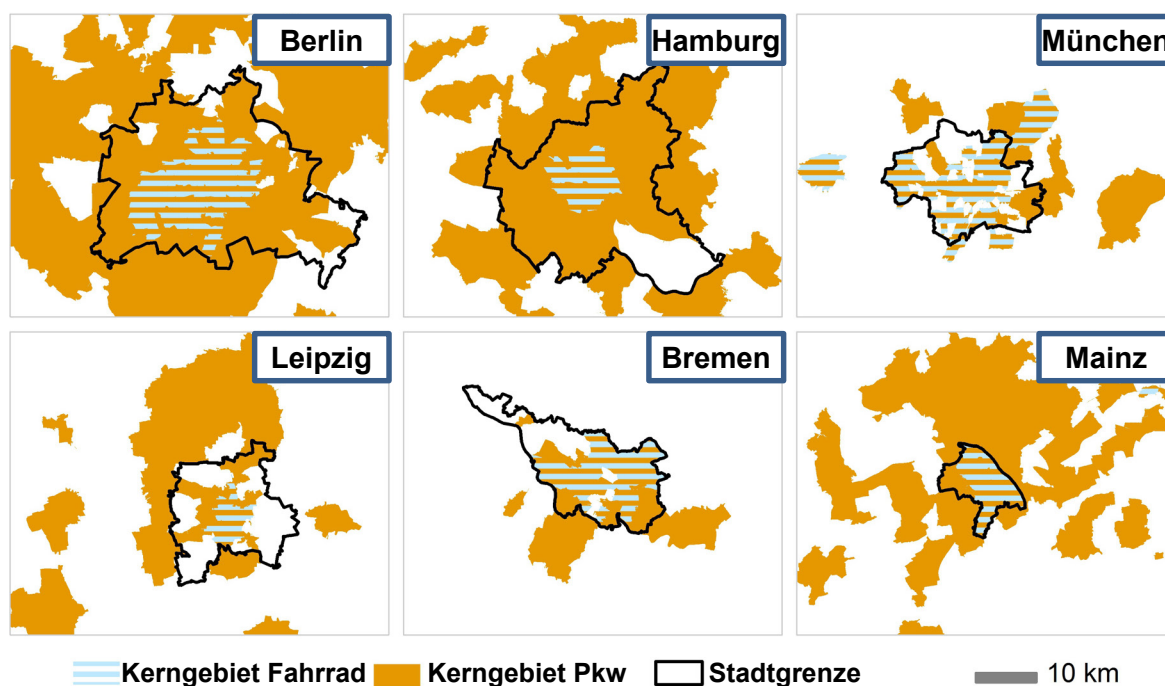 Berlin
Hamburg
München
Leipzig
Bremen
Mainz
Kerngebiet Fahrrad Kerngebiet Pkw Stadtgrenze 10 km